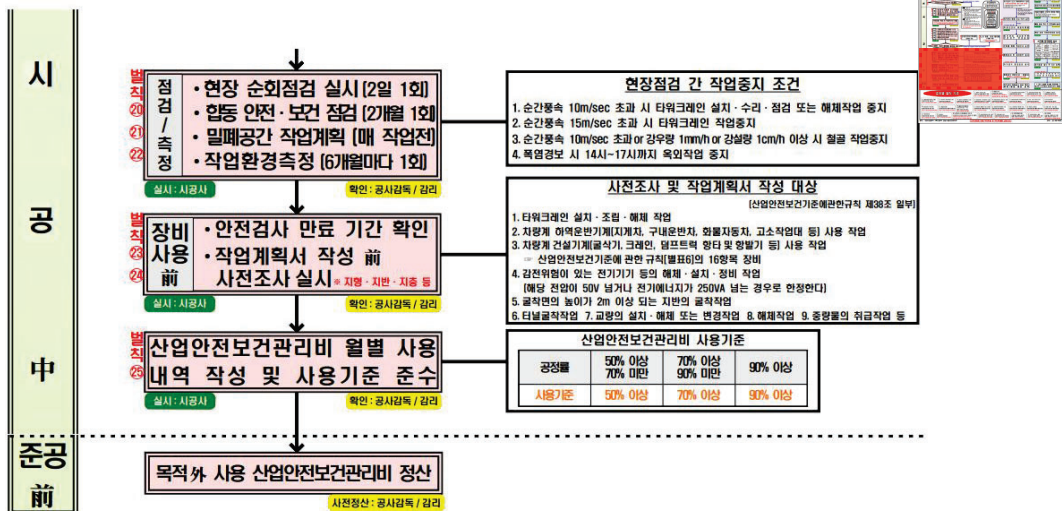 시
공
中
준공
前
벌칙
⑳
㉑
㉒
점검/측정
・현장 순회점검 실시 [2일 1회]
・합동 안전・보건 점검 [2개월 1회]
・밀폐공간 작업계획 [매 작업전]
・작업환경측정 [6개월마다 1회]
실시 : 시공사
확인 : 공사감독 / 감리
현장점검 간 작업중지 조건
1. 순간풍속 10m/sec 초과 시 타워크레인 설치・수리・점검 또는 해체작업 중지
2. 순간풍속 15m/sec 초과 시 타워크레인 작업중지
3. 순간풍속 10m/sec 초과 or 강우량 1mm/h or 강설량 1cm/h 이상 시 철골 작업중지
4. 폭염경보 시 14시~17시까지 옥외작업 중지
벌칙
㉓
㉔
장비
사용
前
・안전검사 만료 기간 확인
・작업계획서 작성 前
사전조사 실시 ※ 지형・지반・지층 등
실시 : 시공사
확인 : 공사감독 / 감리
사전조사 및 작업계획서 작성 대상
[산업안전보건기준에관한규칙 제38조 일부]
1. 타워크레인 설치・조립・해체 작업
2. 차량계 하역운반기계[지게차, 구내운반차, 화물자동차, 고소작업대 등] 사용 작업
3. 차량계 건설기계[굴삭기, 크레인, 덤프트럭 항타 및 항발기 등) 사용 작업
☞ 산업안전보건기준에 관한 규칙[별표6]의 16항목 장비
4. 감전위험이 있는 전기기기 등의 해체・설치・정비 작업
(해당 전압이 50V 넘거나 전기에너지가 250VA 넘는 경우로 한정한다)
5. 굴착면의 높이가 2m 이상 되는 지반의 굴착작업
6. 터널굴착작업 7. 교량의 설치・해체 또는 변경작업 8. 해체작업 9. 중량물의 취급작업 등
벌칙
㉕
산업안전보건관리비 월별 사용
내역 작성 및 사용기준 준수
실시 : 시공사
확인 : 공사감독 / 감리
산업안전보건관리비 사용기준
공정률 50% 이상 70% 미만 70% 이상 90% 미만 90% 이상
사용기준 50% 이상 70% 이상 90% 이상
목적外 사용 산업안전보건관리비 정산
사전정산 : 공사감독 / 감리